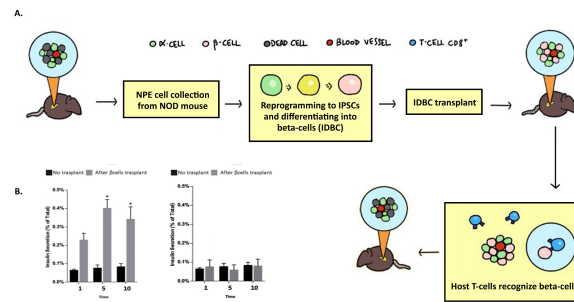 A.
α-CELL β-CELL DEAD CELL BLOOD VESSEL T-CELL CD8+
NPE cell collection
from NOD mouse
Reprogramming to IPSCs
and differentiating into
beta-cells (IDBC)
IDBC transplant
B.
No trasplant After βcells trasplant
Insulin Secretion (% of Total)
0.5%
0.4%
0.3%
0.2%
0.1%
0.0%
* *
1 5 10
Time
No trasplant After βcells trasplant
Insulin Secretion (% of Total)
0.5%
0.4%
0.3%
0.2%
0.1%
0.0%
1 5 10
Time
Host T-cells recognize beta-cell